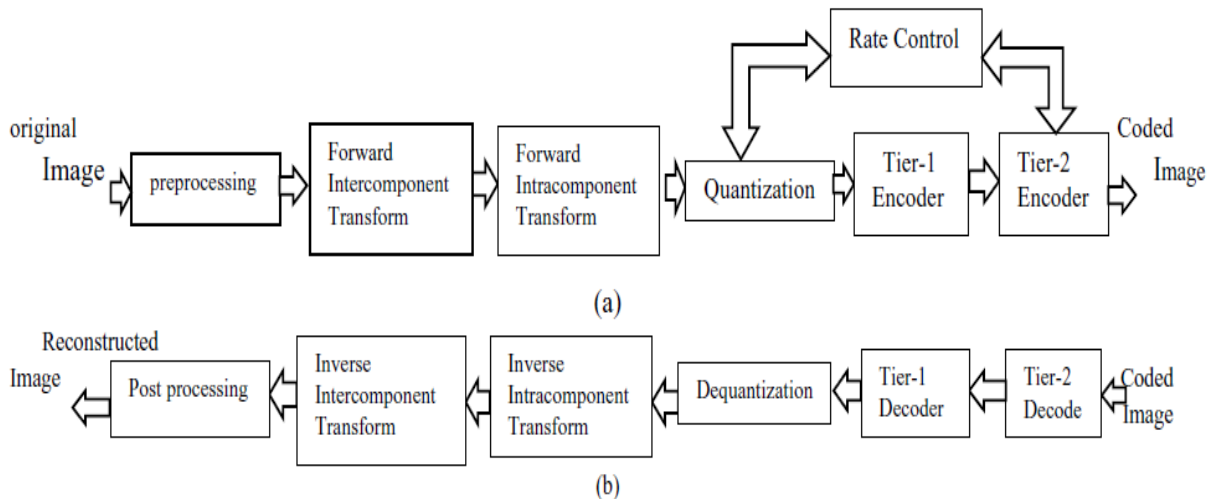 original
Image
preprocessing
Forward
Intercomponent
Transform
Forward
Intracomponent
Transform
Quantization
Rate Control
Tier-1
Encoder
Tier-2
Encoder
Coded
Image
(a)
Reconstructed
Image
Post processing
Inverse
Intercomponent
Transform
Inverse
Intracomponent
Transform
Dequantization
Tier-1
Decoder
Tier-2
Decode
Coded
Image
(b)